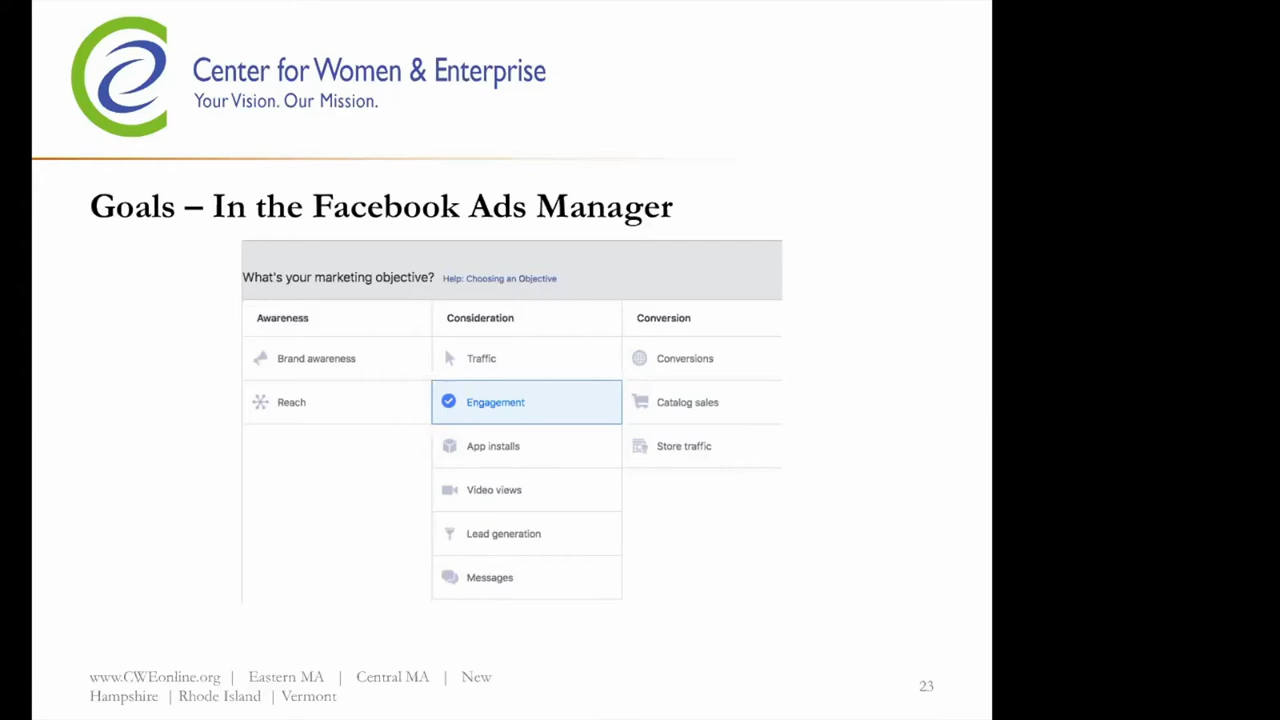 Center for Women & Enterprise
Your Vision. Our Mission.
Goals – In the Facebook Ads Manager
What's your marketing objective? Help: Choosing an Objective
Awareness Consideration Conversion
Brand awareness Traffic Conversions
Reach Engagement Catalog sales
App installs Store traffic
Video views
Lead generation
Messages
www.CWEonline.org | Eastern MA | Central MA | New
Hampshire | Rhode Island | Vermont
23